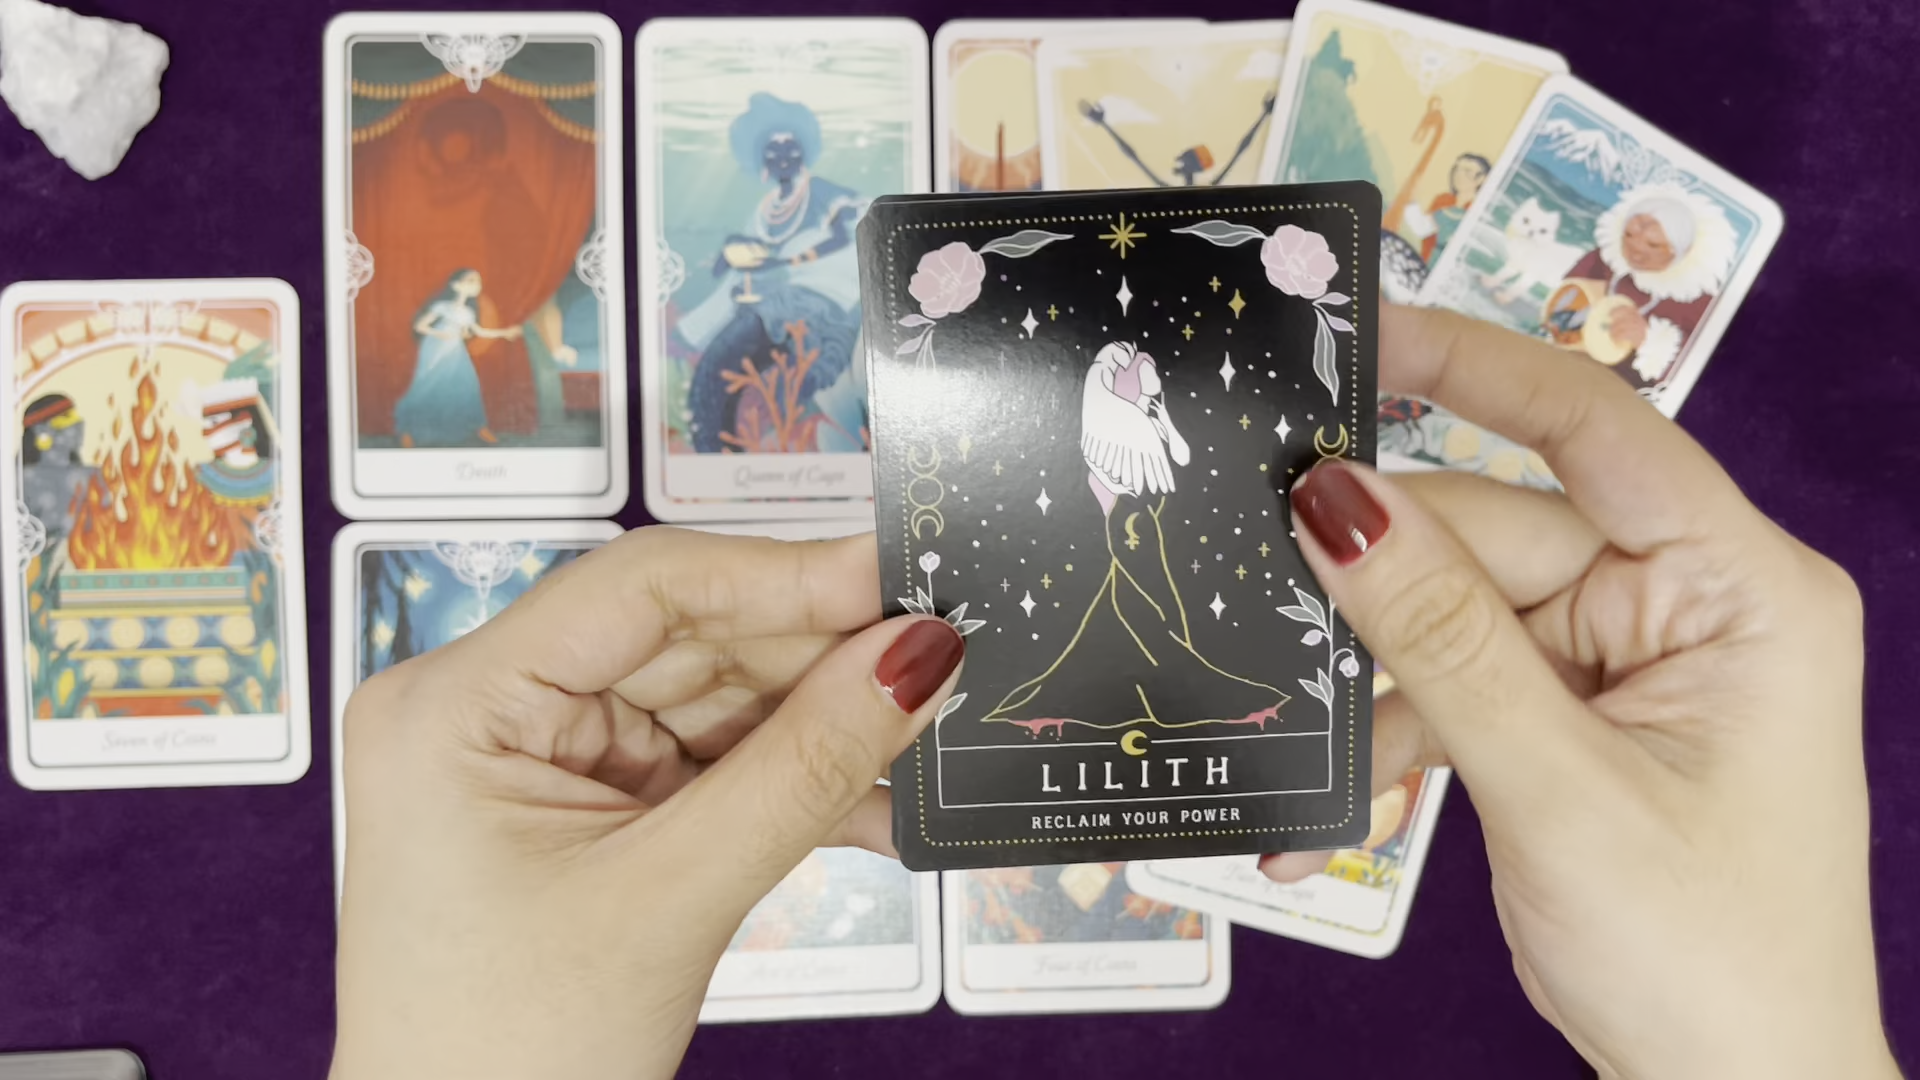 Death
Queen of Cups
Seven of Coins
LILITH
RECLAIM YOUR POWER
Four of Coins